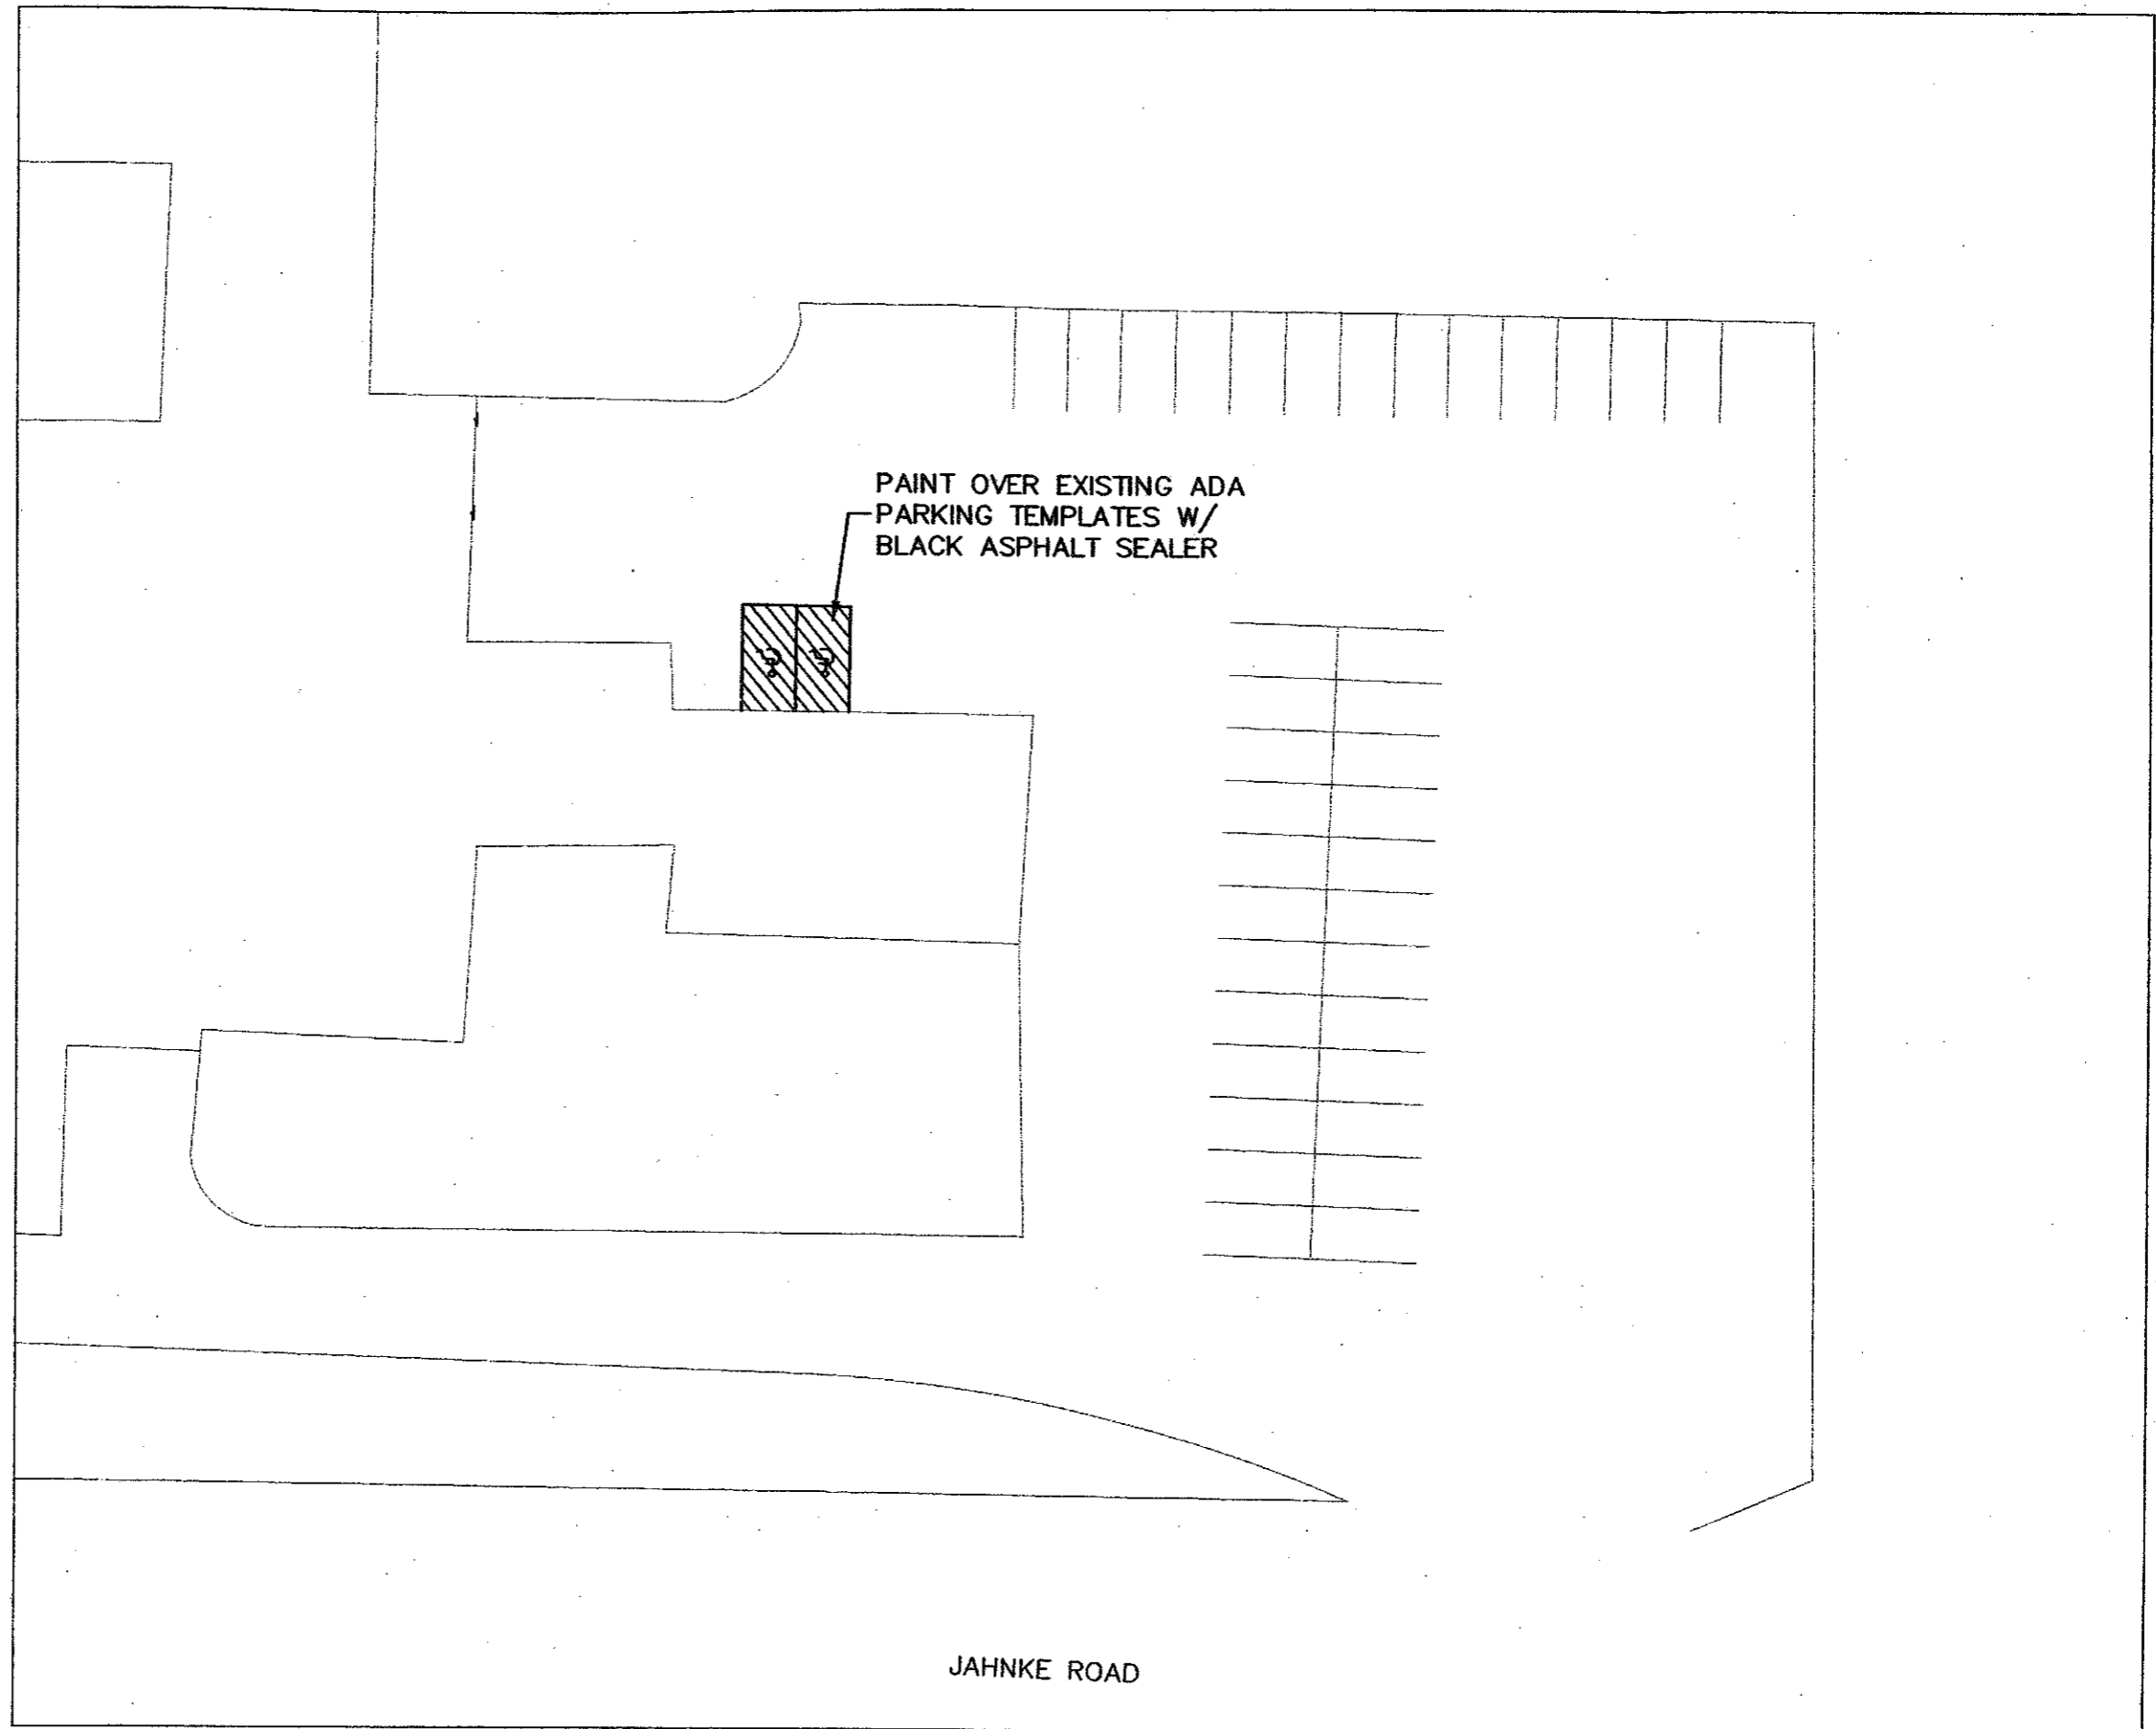 PAINT OVER EXISTING ADA
PARKING TEMPLATES W/
BLACK ASPHALT SEALER
JAHNKE ROAD